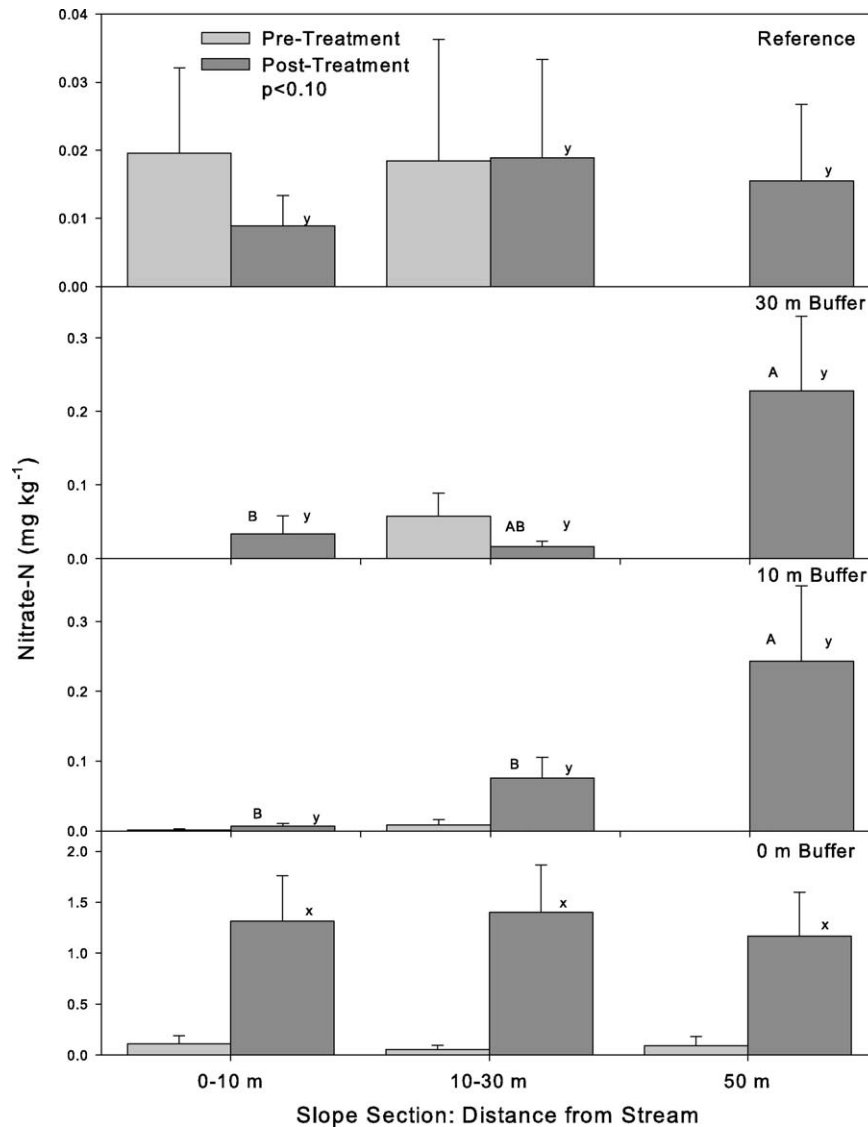 Nitrate-N (mg kg-1)
0.04
0.03
0.02
0.01
0.00
Pre-Treatment
Post-Treatment
p<0.10
Reference
y
y
y
30 m Buffer
0.3
0.2
0.1
0.0
B y
AB y
A y
10 m Buffer
0.3
0.2
0.1
0.0
B y
B y
A y
0 m Buffer
2.0
1.5
1.0
0.5
0.0
x
x
x
0-10 m 10-30 m 50 m
Slope Section: Distance from Stream